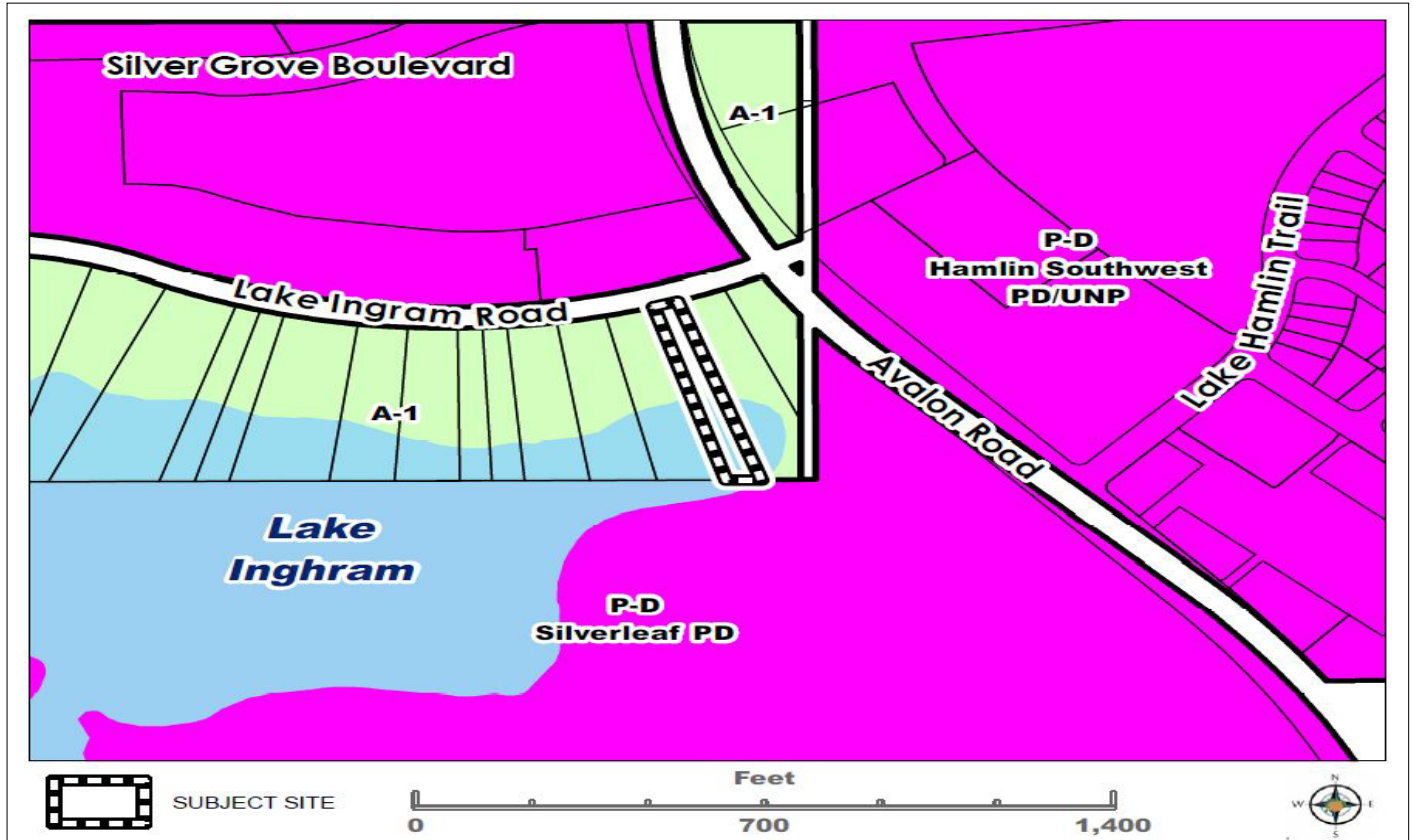 Silver Grove Boulevard
A-1
P-D
Hamlin Southwest
PD/UNP
Lake Hamlin Trail
Lake Ingram Road
Avalon Road
A-1
Lake
Inghram
P-D
Silverleaf PD
SUBJECT SITE
Feet
0 700 1,400
N
W E
S